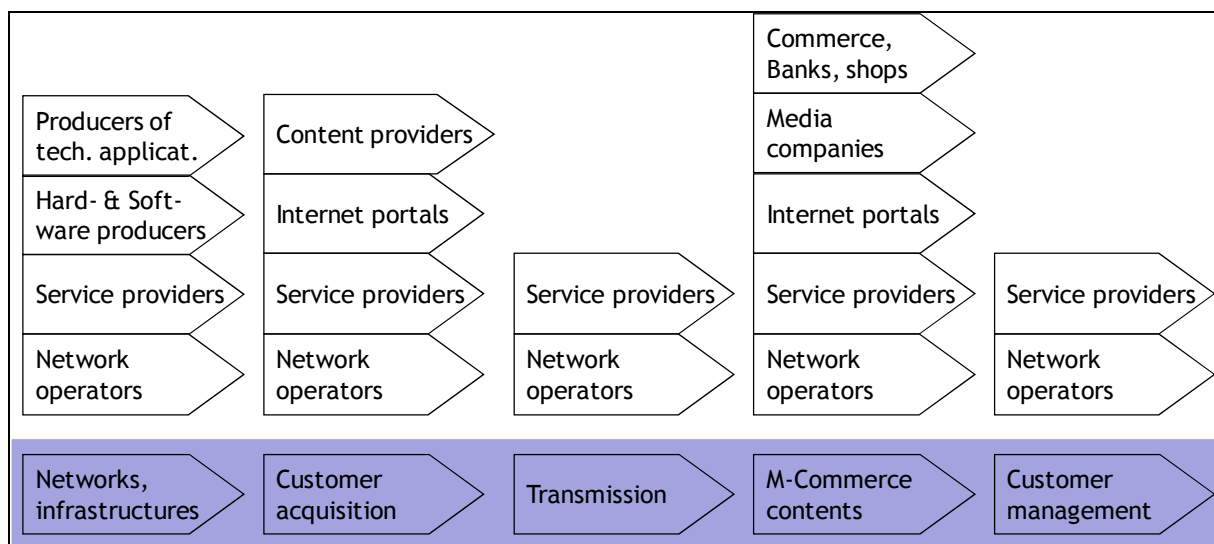 Commerce,
Banks, shops
Producers of
tech. applicat.
Content providers
Media
companies
Hard- & Soft-
ware producers
Internet portals
Internet portals
Service providers
Service providers
Service providers
Service providers
Service providers
Network
operators
Network
operators
Network
operators
Network
operators
Network
operators
Networks,
infrastructures
Customer
acquisition
Transmission
M-Commerce
contents
Customer
management